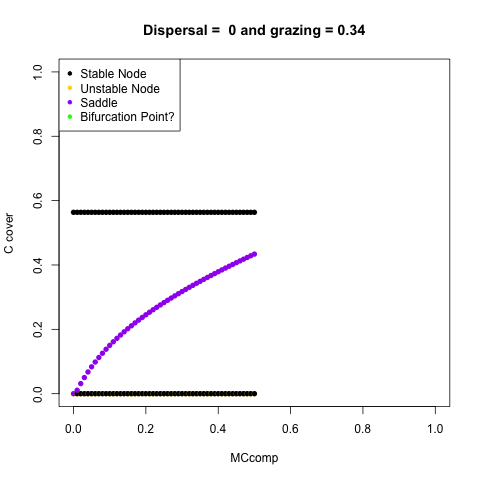 Dispersal =  0 and grazing = 0.34
1.0
0.8
0.6
0.4
0.2
0.0
C cover
Stable Node
Unstable Node
Saddle
Bifurcation Point?
0.0 0.2 0.4 0.6 0.8 1.0
MCcomp